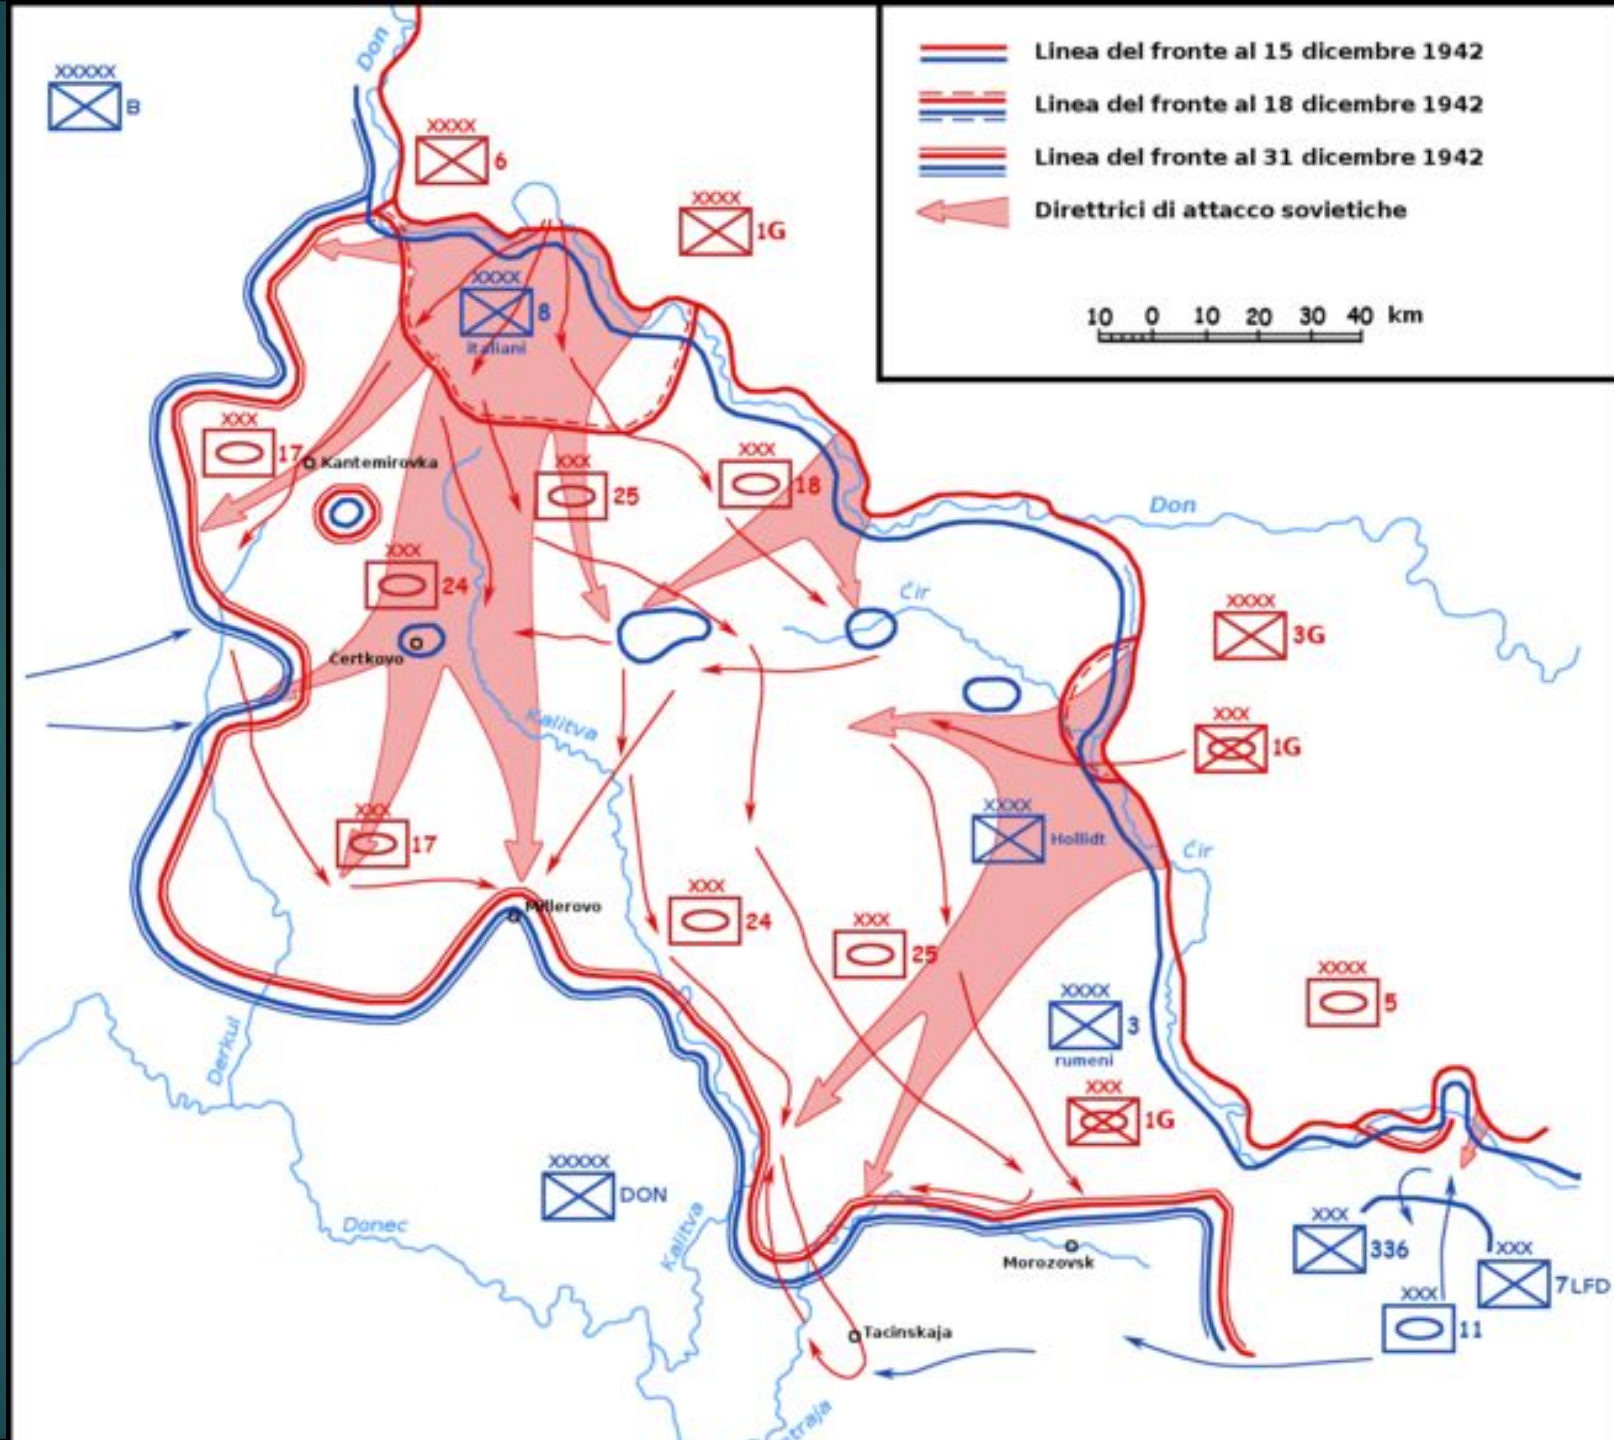 Linea del fronte al 15 dicembre 1942
Linea del fronte al 18 dicembre 1942
Linea del fronte al 31 dicembre 1942
Direttrici di attacco sovietiche
10 0 10 20 30 40 km
Don
XXXXX
B
XXXX
6
XXXX
1G
XXXX
8
italiani
XXX
17
Kantemirovka
XXX
25
XXX
18
Don
XXX
24
Čertkovo
Čir
XXXX
3G
Kalitva
XXX
1G
XXXX
Hollidt
XXX
17
Čir
Millerovo
XXX
24
XXX
25
XXXX
5
XXXX
3
rumeni
Derkul
XXX
1G
XXXXX
DON
Donec
Kalitva
Morozovsk
XXX
336
XXX
7 LFD
XXX
11
Tacinskaja